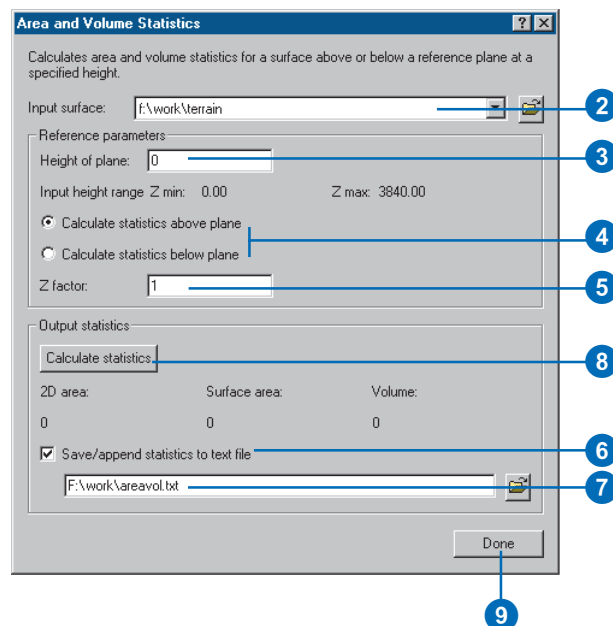 Area and Volume Statistics
Calculates area and volume statistics for a surface above or below a reference plane at a
specified height.
Input surface: f:\work\terrain 2
Reference parameters
Height of plane: 0 3
Input height range Z min: 0.00 Z max: 3840.00
Calculate statistics above plane
4
Calculate statistics below plane
Z factor: 1 5
Output statistics
Calculate statistics 8
2D area: Surface area: Volume:
0 0 0
Save/append statistics to text file 6
F:\work\areavol.txt 7
Done
9